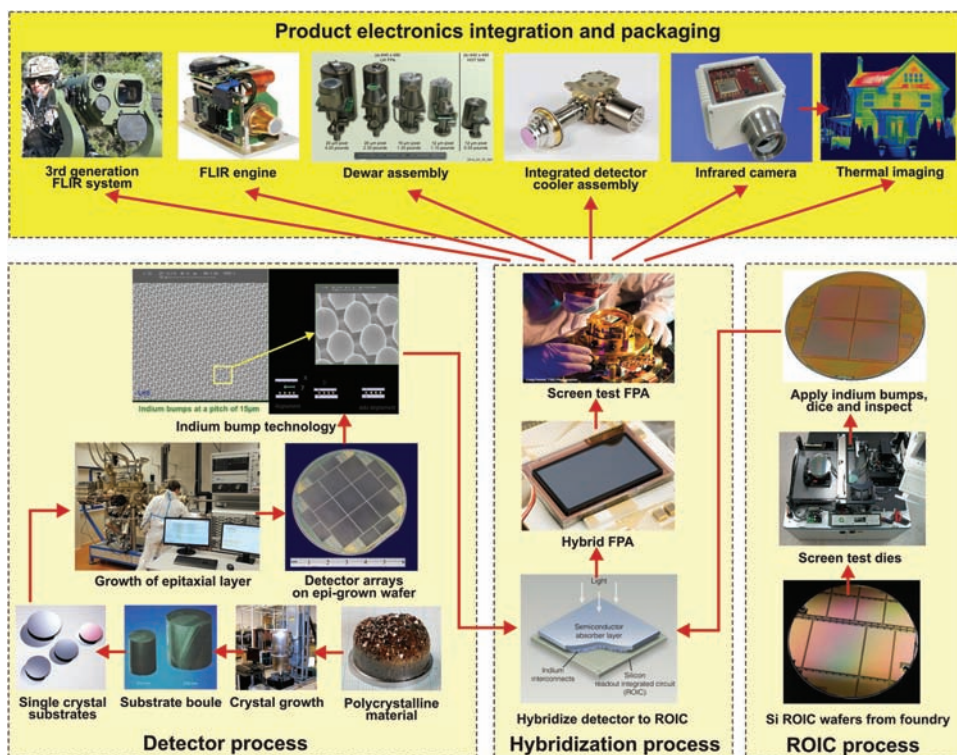 Product electronics integration and packaging
3rd generation
FLIR system
FLIR engine
Dewar assembly
Integrated detector
cooler assembly
Infrared camera
Thermal imaging
Indium bumps at a pitch of 15µm
Indium bump technology
Growth of epitaxial layer
Detector arrays
on epi-grown wafer
Single crystal
substrates
Substrate boule
Crystal growth
Polycrystalline
material
Detector process
Screen test FPA
Hybrid FPA
Light
Semiconductor
absorber layer
Indium
interconnects
Silicon
readout integrated circuit
(ROIC)
Hybridize detector to ROIC
Hybridization process
Apply indium bumps,
dice and inspect
Screen test dies
Si ROIC wafers from foundry
ROIC process